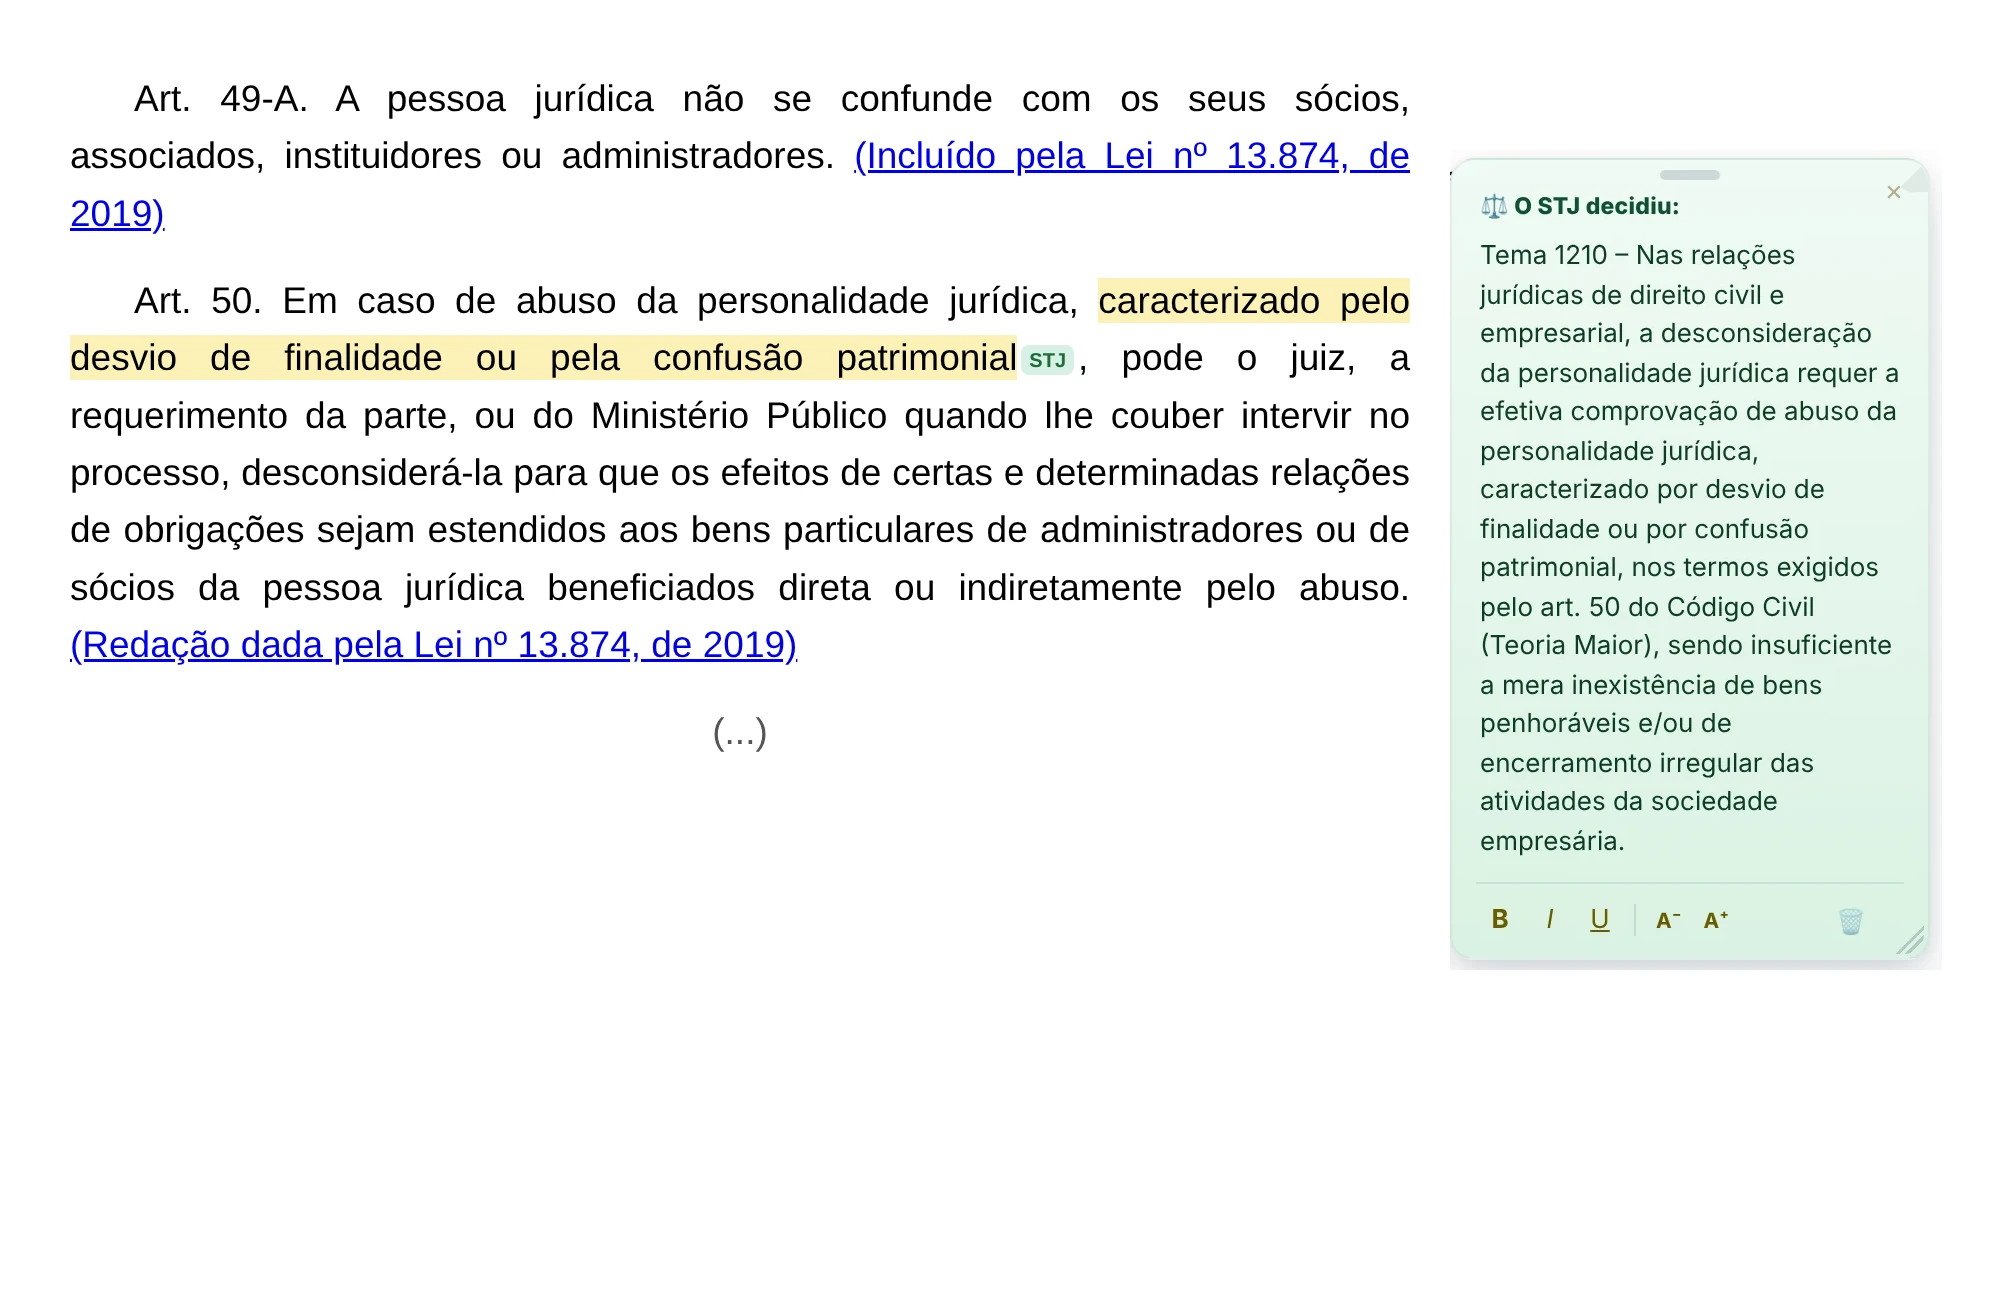 Art. 49-A. A pessoa jurídica não se confunde com os seus sócios,
associados, instituidores ou administradores. (Incluído pela Lei nº 13.874, de
2019)
Art. 50. Em caso de abuso da personalidade jurídica, caracterizado pelo
desvio de finalidade ou pela confusão patrimonial STJ, pode o juiz, a
requerimento da parte, ou do Ministério Público quando lhe couber intervir no
processo, desconsiderá-la para que os efeitos de certas e determinadas relações
de obrigações sejam estendidos aos bens particulares de administradores ou de
sócios da pessoa jurídica beneficiados direta ou indiretamente pelo abuso.
(Redação dada pela Lei nº 13.874, de 2019)
(...)
⚖️ O STJ decidiu:
×
Tema 1210 – Nas relações
jurídicas de direito civil e
empresarial, a desconsideração
da personalidade jurídica requer a
efetiva comprovação de abuso da
personalidade jurídica,
caracterizado por desvio de
finalidade ou por confusão
patrimonial, nos termos exigidos
pelo art. 50 do Código Civil
(Teoria Maior), sendo insuficiente
a mera inexistência de bens
penhoráveis e/ou de
encerramento irregular das
atividades da sociedade
empresária.
B I U A⁻ A⁺